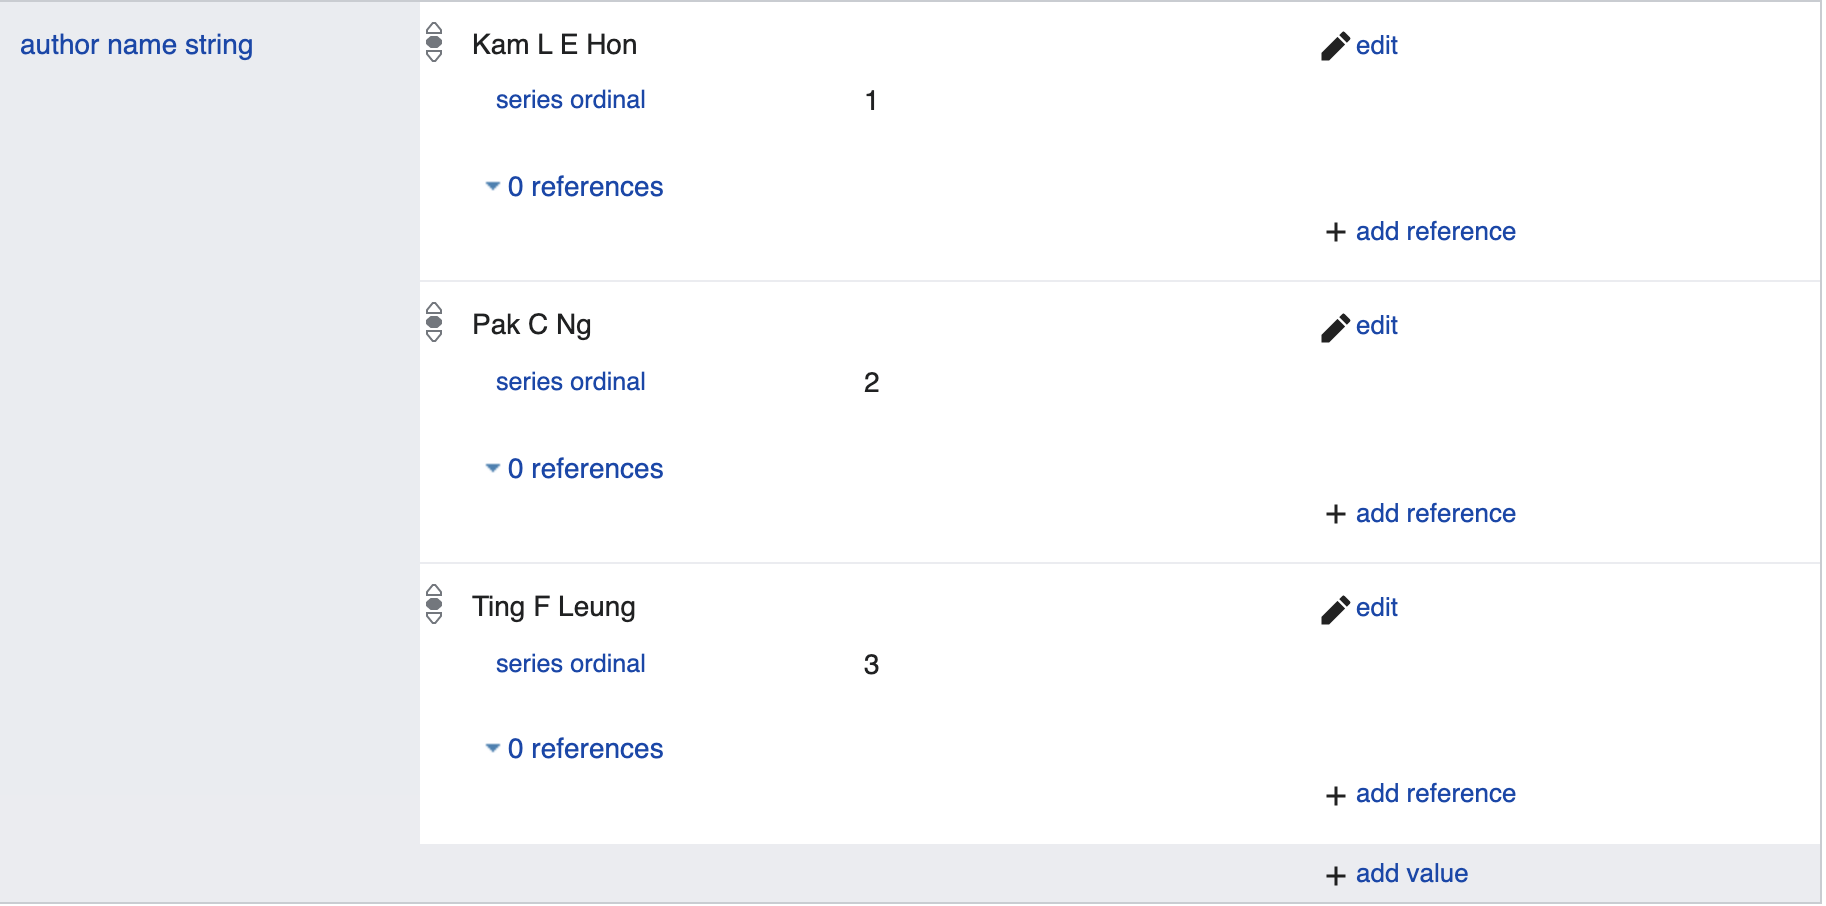 author name string
Kam L E Hon
edit
series ordinal 1
0 references
+ add reference
Pak C Ng
edit
series ordinal 2
0 references
+ add reference
Ting F Leung
edit
series ordinal 3
0 references
+ add reference
+ add value